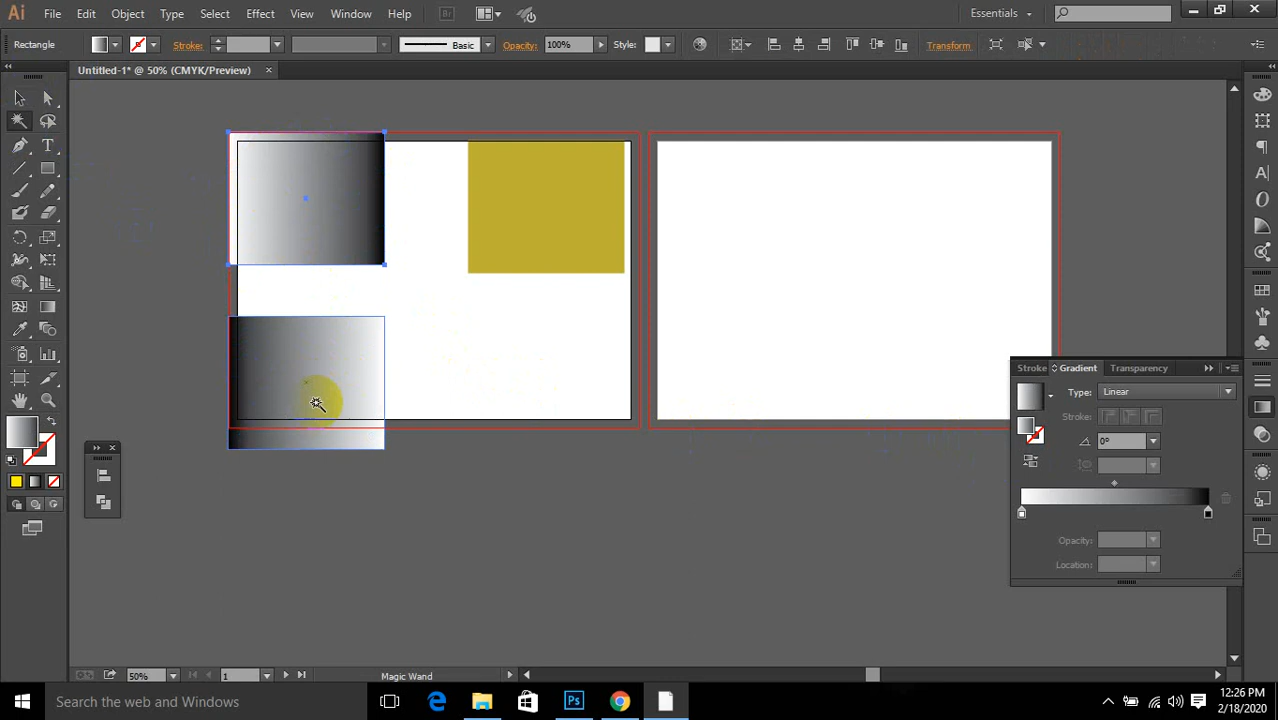 Ai File Edit Object Type Select Effect View Window Help Br Essentials
Rectangle Stroke: Basic Opacity: 100% Style: Transform
Untitled-1* @ 50% (CMYK/Preview) ×
Stroke Gradient Transparency
Type: Linear
Stroke:
0°
Opacity:
Location:
50% 1 Magic Wand
Search the web and Windows
Ps
12:26 PM
2/18/2020